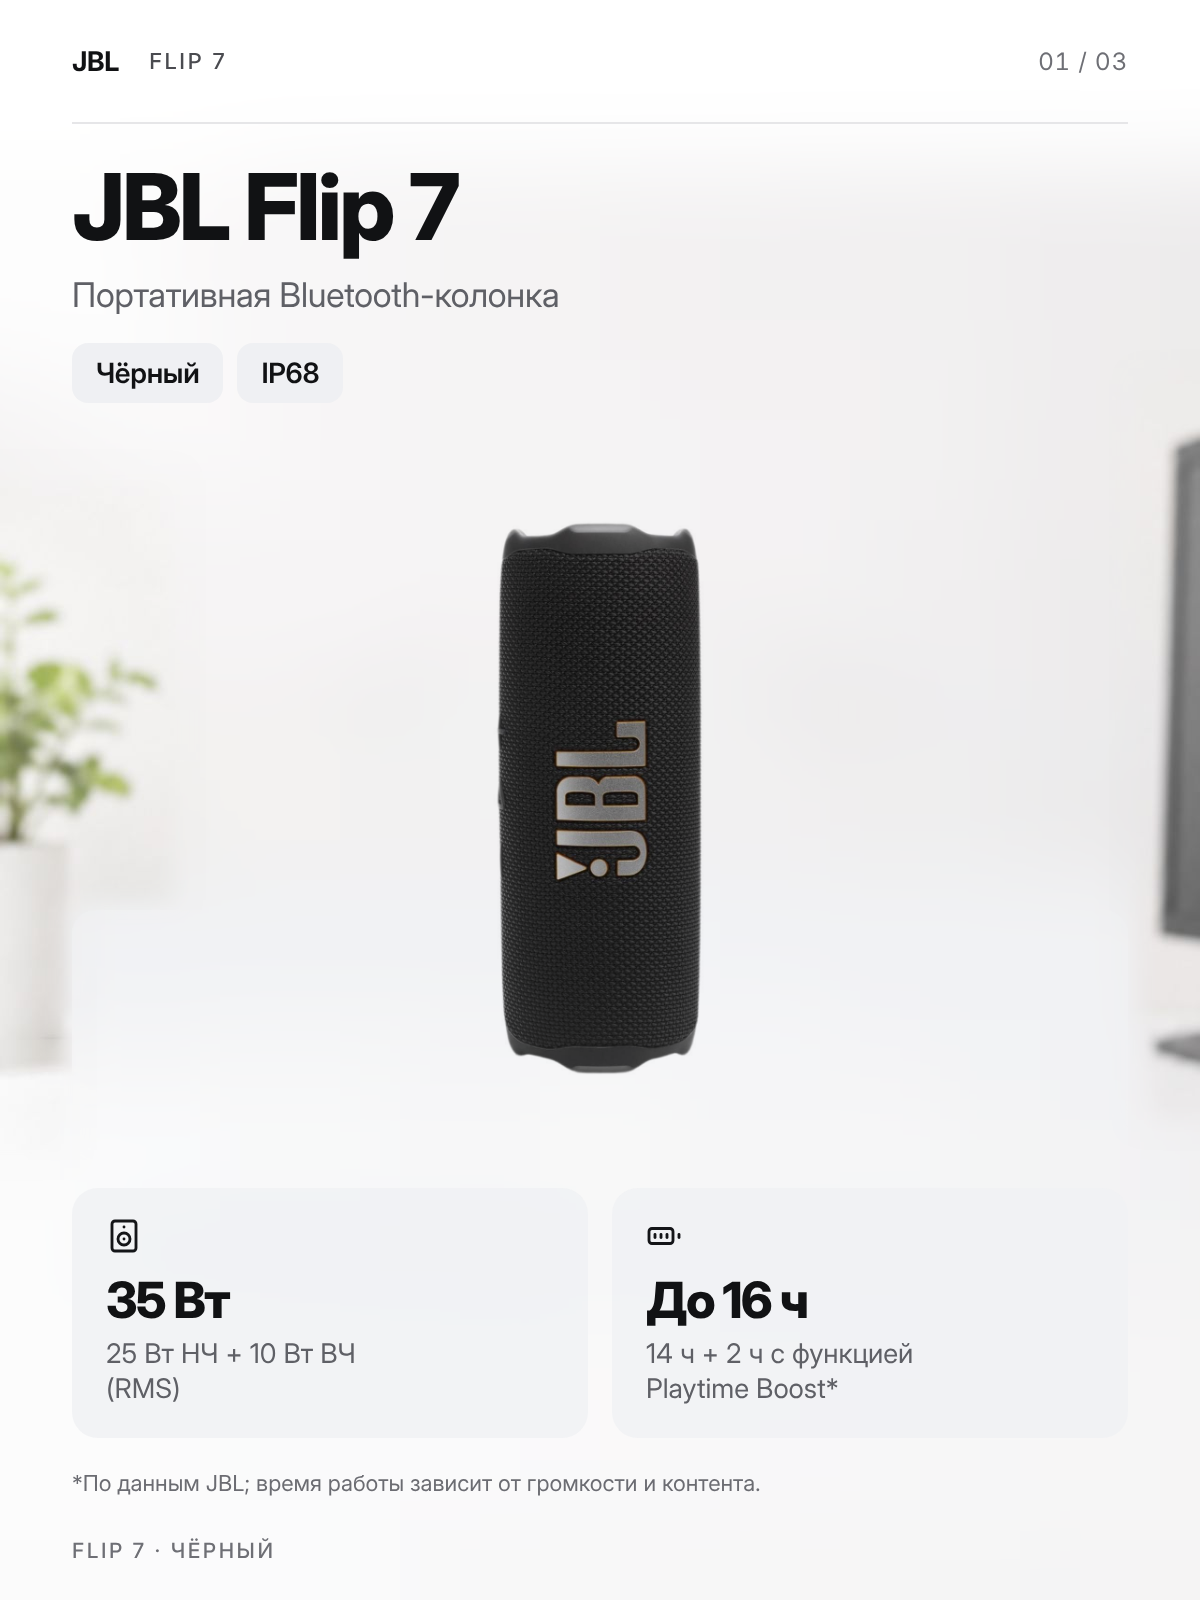 JBL FLIP 7 01 / 03
JBL Flip 7
Портативная Bluetooth-колонка
Чёрный IP68
JBL
35 Вт
25 Вт НЧ + 10 Вт ВЧ
(RMS)
До 16 ч
14 ч + 2 ч с функцией
Playtime Boost*
*По данным JBL; время работы зависит от громкости и контента.
FLIP 7 · ЧЁРНЫЙ